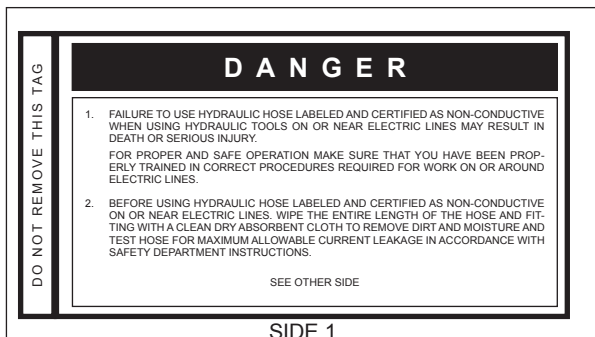 DO NOT REMOVE THIS TAG
DANGER
1. FAILURE TO USE HYDRAULIC HOSE LABELED AND CERTIFIED AS NON-CONDUCTIVE
WHEN USING HYDRAULIC TOOLS ON OR NEAR ELECTRIC LINES MAY RESULT IN
DEATH OR SERIOUS INJURY.
FOR PROPER AND SAFE OPERATION MAKE SURE THAT YOU HAVE BEEN PROP-
ERLY TRAINED IN CORRECT PROCEDURES REQUIRED FOR WORK ON OR AROUND
ELECTRIC LINES.
2. BEFORE USING HYDRAULIC HOSE LABELED AND CERTIFIED AS NON-CONDUCTIVE
ON OR NEAR ELECTRIC LINES. WIPE THE ENTIRE LENGTH OF THE HOSE AND FIT-
TING WITH A CLEAN DRY ABSORBENT CLOTH TO REMOVE DIRT AND MOISTURE AND
TEST HOSE FOR MAXIMUM ALLOWABLE CURRENT LEAKAGE IN ACCORDANCE WITH
SAFETY DEPARTMENT INSTRUCTIONS.
SEE OTHER SIDE
SIDE 1